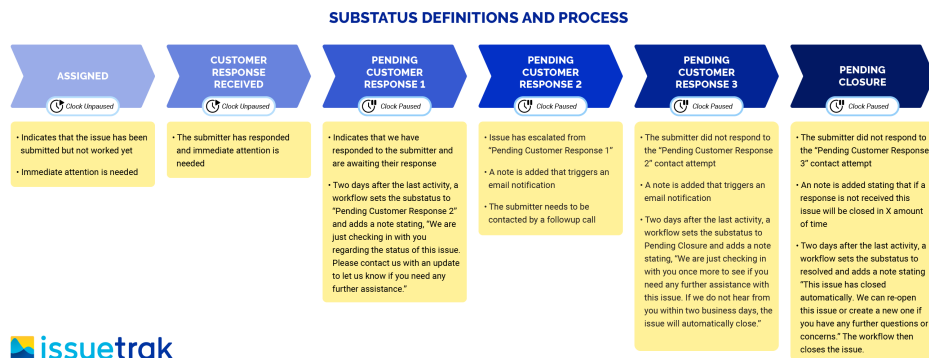 SUBSTATUS DEFINITIONS AND PROCESS
ASSIGNED
Clock Unpaused
• Indicates that the issue has been
submitted but not worked yet
• Immediate attention is needed
CUSTOMER
RESPONSE
RECEIVED
Clock Unpaused
• The submitter has responded
and immediate attention is
needed
PENDING
CUSTOMER
RESPONSE 1
Clock Paused
• Indicates that we have
responded to the submitter and
are awaiting their response
• Two days after the last activity, a
workflow sets the substatus to
"Pending Customer Response 2"
and adds a note stating, "We are
just checking in with you
regarding the status of this issue.
Please contact us with an update
to let us know if you need any
further assistance."
PENDING
CUSTOMER
RESPONSE 2
Clock Paused
• Issue has escalated from
"Pending Customer Response 1"
• A note is added that triggers an
email notification
• The submitter needs to be
contacted by a followup call
PENDING
CUSTOMER
RESPONSE 3
Clock Paused
• The submitter did not respond to
the "Pending Customer Response
2" contact attempt
• A note is added that triggers an
email notification
• Two days after the last activity, a
workflow sets the substatus to
Pending Closure and adds a note
stating, "We are just checking in
with you once more to see if you
need any further assistance with
this issue. If we do not hear from
you within two business days, the
issue will automatically close."
PENDING
CLOSURE
Clock Paused
• The submitter did not respond to
the "Pending Customer Response
3" contact attempt
• An note is added stating that if a
response is not received this
issue will be closed in X amount
of time
• Two days after the last activity, a
workflow sets the substatus to
resolved and adds a note stating
"This issue has closed
automatically. We can re-open
this issue or create a new one if
you have any further questions or
concerns." The workflow then
closes the issue.
issuetrak